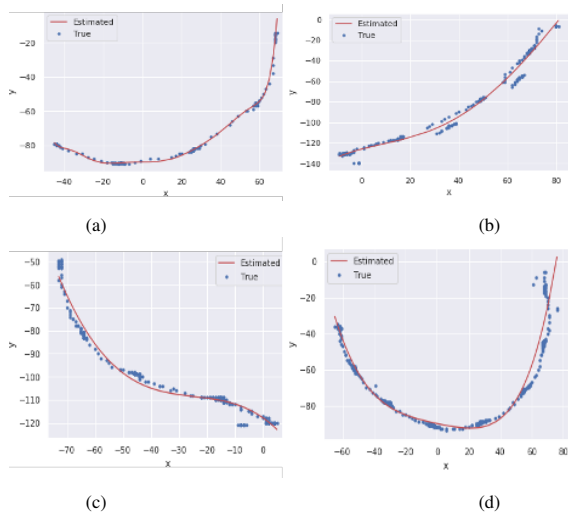 Estimated
True
−20
−40
−60
−80
y
−40 −20 0 20 40 60
x
(a)
Estimated
True
0
−20
−40
−60
−80
−100
−120
−140
y
0 20 40 60 80
x
(b)
Estimated
True
−50
−60
−70
−80
−90
−100
−110
−120
y
−70 −60 −50 −40 −30 −20 −10 0
x
(c)
Estimated
True
0
−20
−40
−60
−80
y
−60 −40 −20 0 20 40 60 80
x
(d)